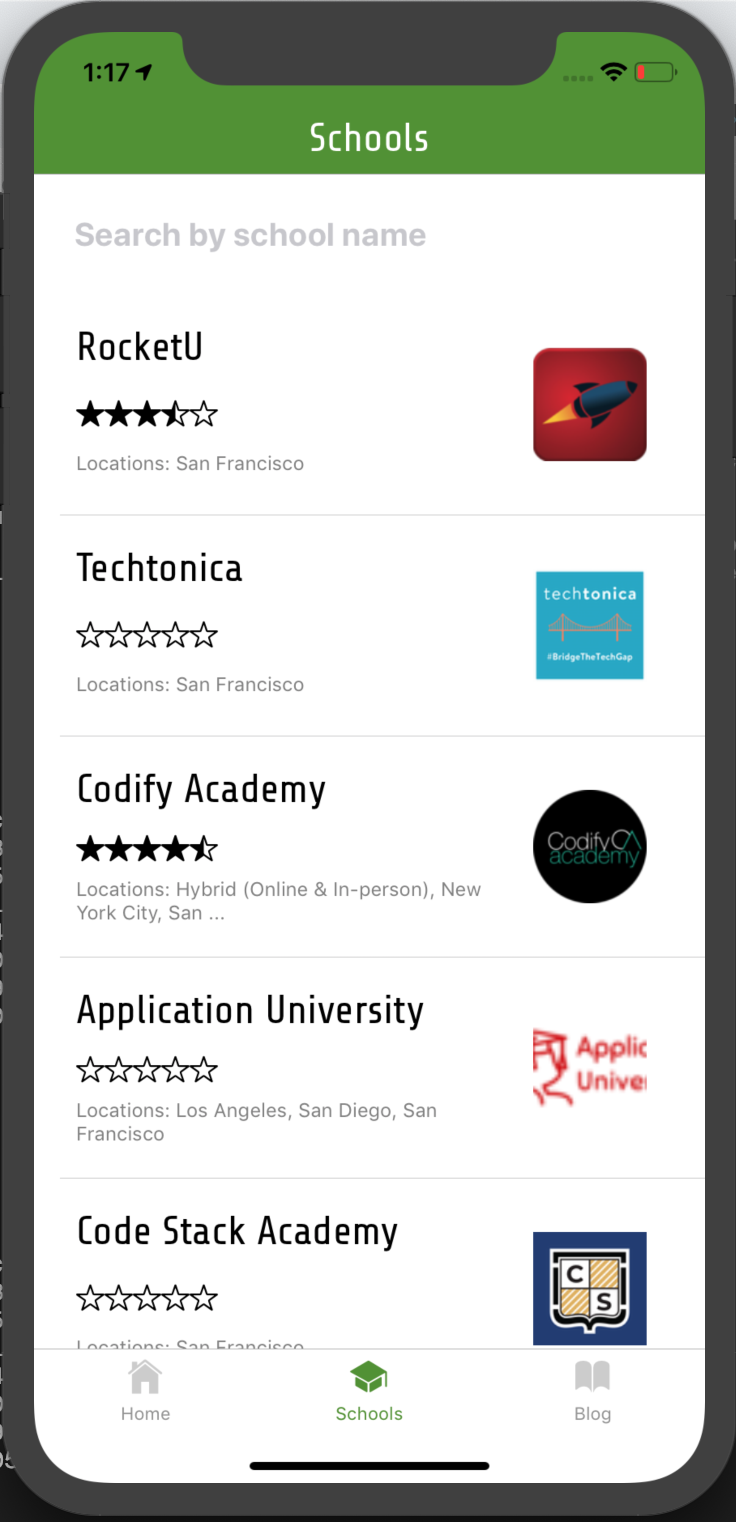 1:17
Schools
Search by school name
RocketU
Locations: San Francisco
Techtonica
techtonica
#BridgeTheTechGap
Locations: San Francisco
Codify Academy
Codify CA
academy
Locations: Hybrid (Online & In-person), New
York City, San ...
Application University
Applic
Univer
Locations: Los Angeles, San Diego, San
Francisco
Code Stack Academy
C
S
Locations: San Francisco
Home
Schools
Blog